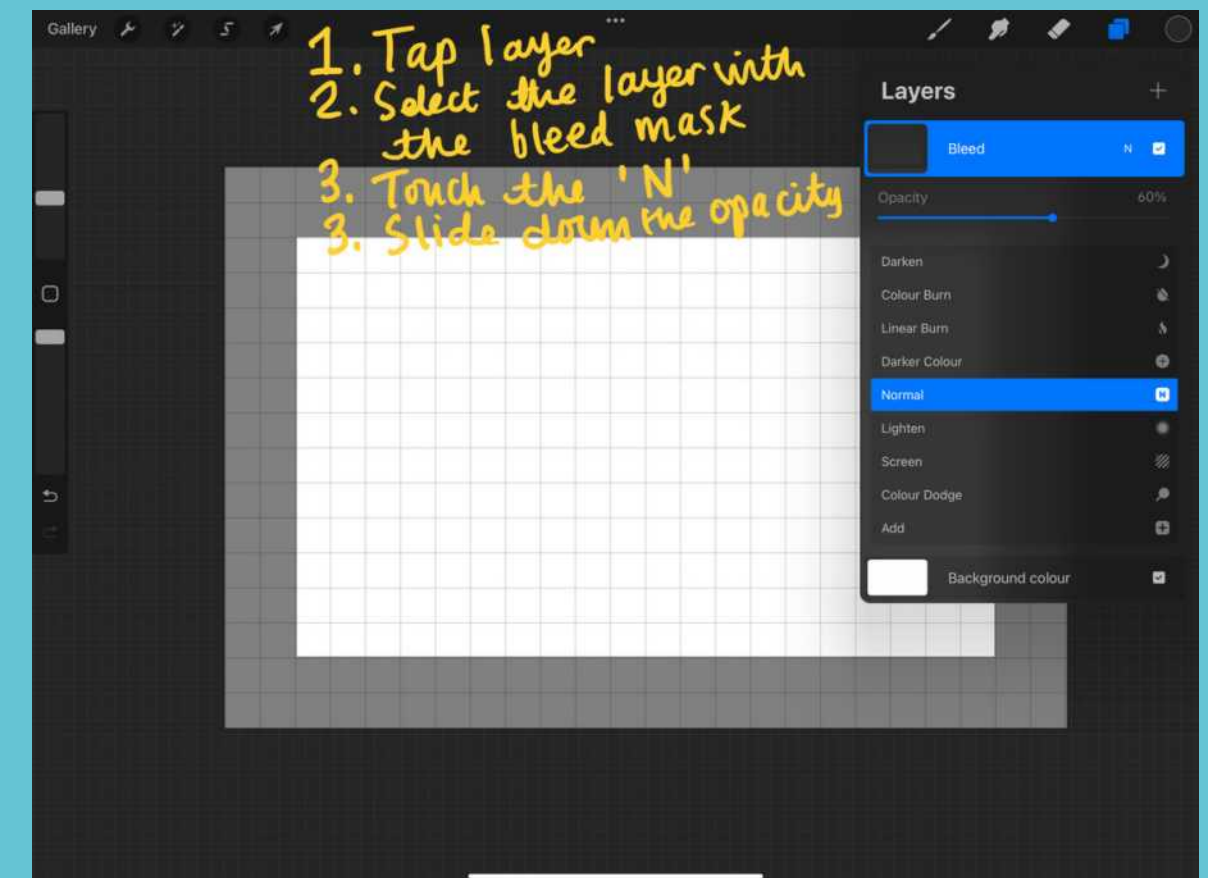 Gallery
1. Tap layer
2. Select the layer with
the bleed mask
3. Touch the 'N'
3. Slide down the opacity
Layers
Bleed N
Opacity 60%
Darken
Colour Burn
Linear Burn
Darker Colour
Normal N
Lighten
Screen
Colour Dodge
Add
Background colour